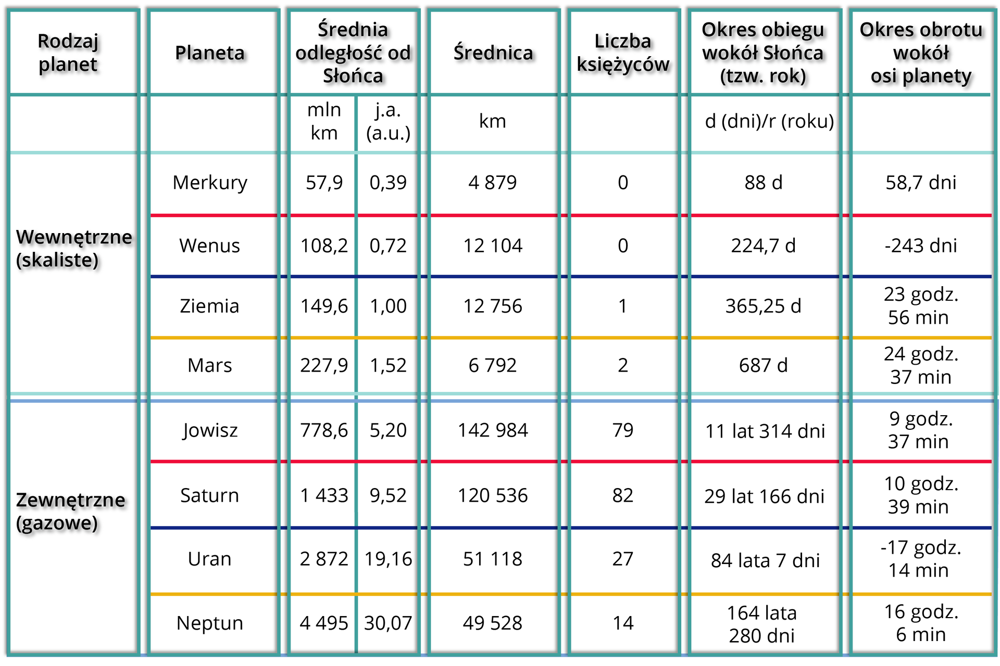 Rodzaj
planet
Planeta
Średnia
odległość od
Słońca
Średnica
Liczba
księżyców
Okres obiegu
wokół Słońca
(tzw. rok)
Okres obrotu
wokół
osi planety
mln
km
j.a.
(a.u.)
km
d (dni)/r (roku)
Wewnętrzne
(skaliste)
Merkury
57,9
0,39
4 879
0
88 d
58,7 dni
Wenus
108,2
0,72
12 104
0
224,7 d
-243 dni
Ziemia
149,6
1,00
12 756
1
365,25 d
23 godz.
56 min
Mars
227,9
1,52
6 792
2
687 d
24 godz.
37 min
Zewnętrzne
(gazowe)
Jowisz
778,6
5,20
142 984
79
11 lat 314 dni
9 godz.
37 min
Saturn
1 433
9,52
120 536
82
29 lat 166 dni
10 godz.
39 min
Uran
2 872
19,16
51 118
27
84 lata 7 dni
-17 godz.
14 min
Neptun
4 495
30,07
49 528
14
164 lata
280 dni
16 godz.
6 min